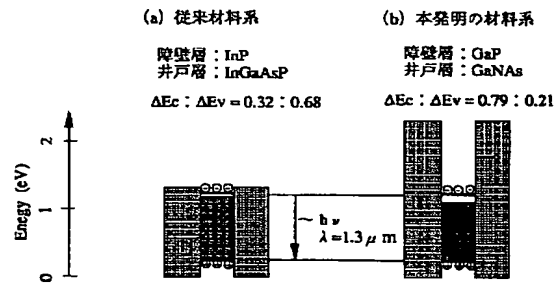 (a) 従来材料系
障壁層：InP
井戸層：InGaAsP
ΔEc：ΔEv = 0.32：0.68
(b) 本発明の材料系
障壁層：GaP
井戸層：GaNAs
ΔEc：ΔEv = 0.79：0.21
Enegy (eV)
2
1
0
～ hν
λ=1.3μm